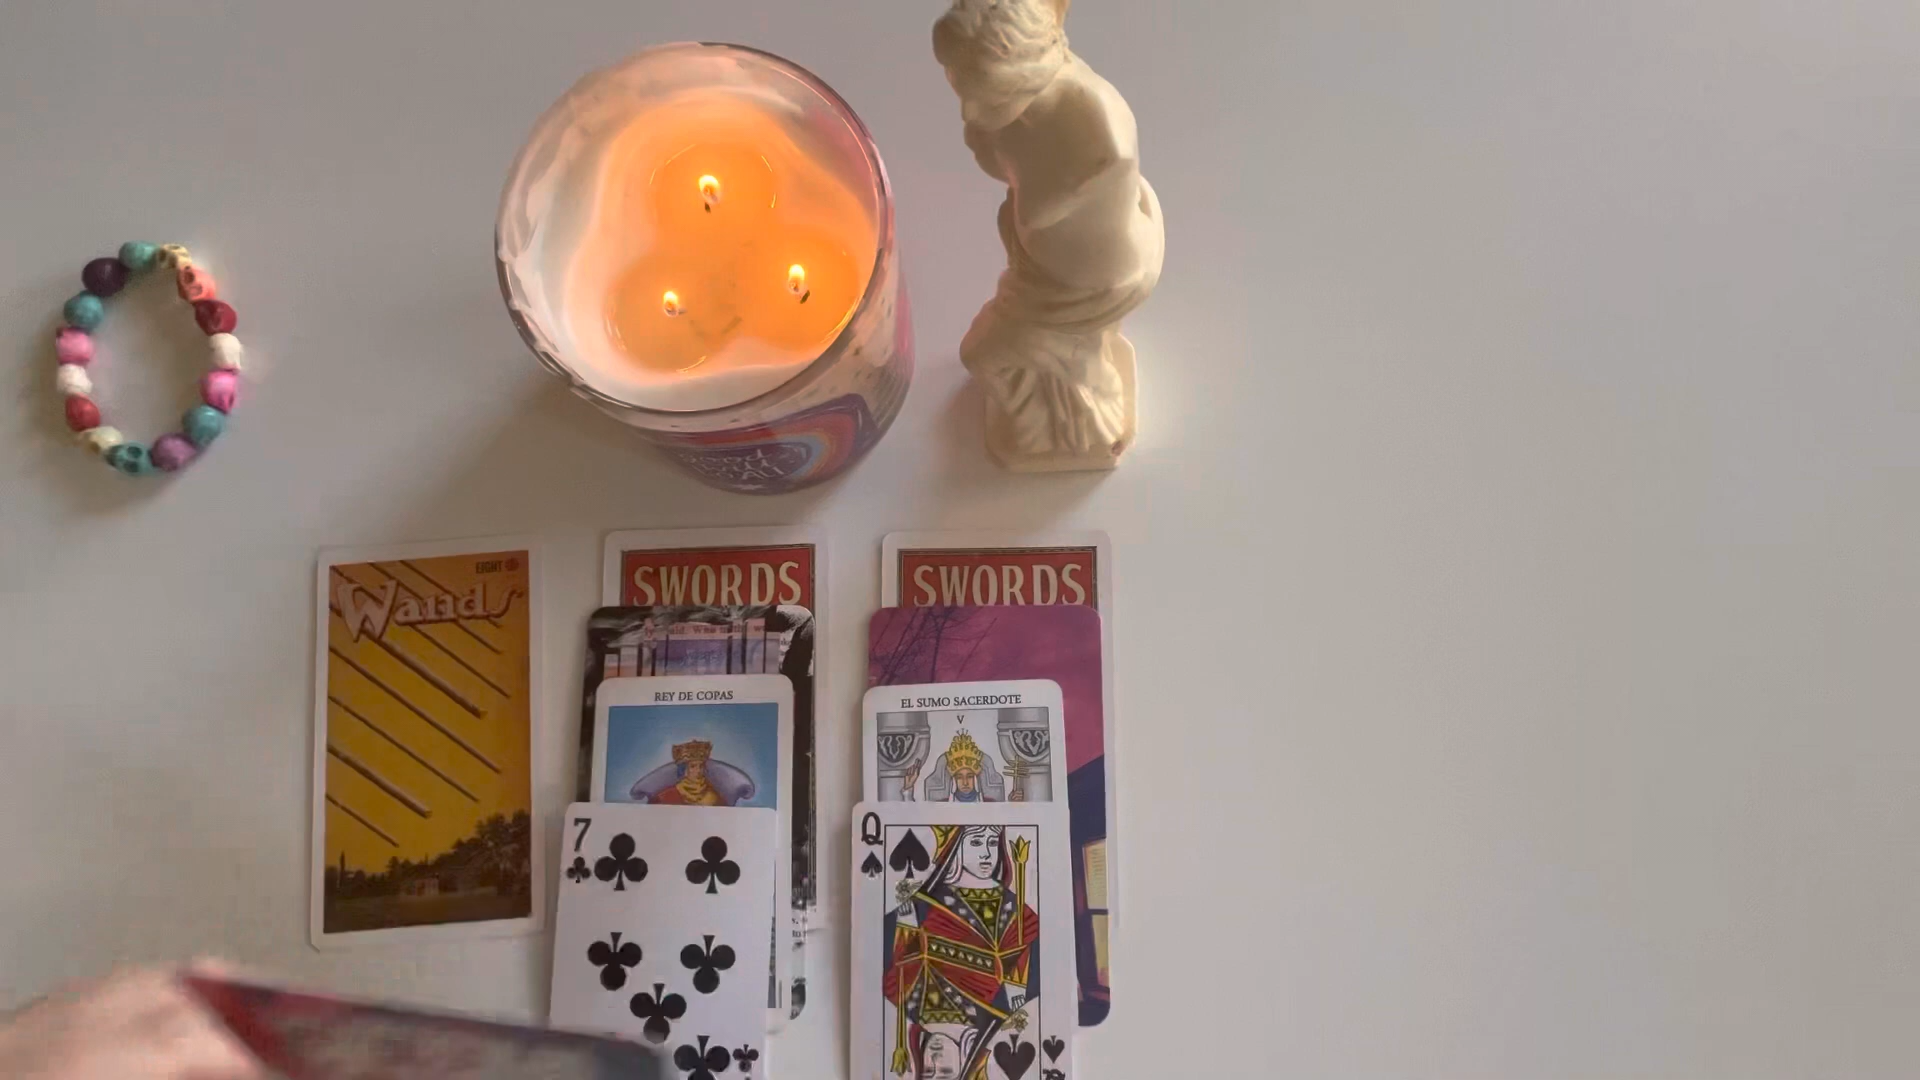 EIGHT
Wands
SWORDS
SWORDS
REY DE COPAS
EL SUMO SACERDOTE
V
7
Q